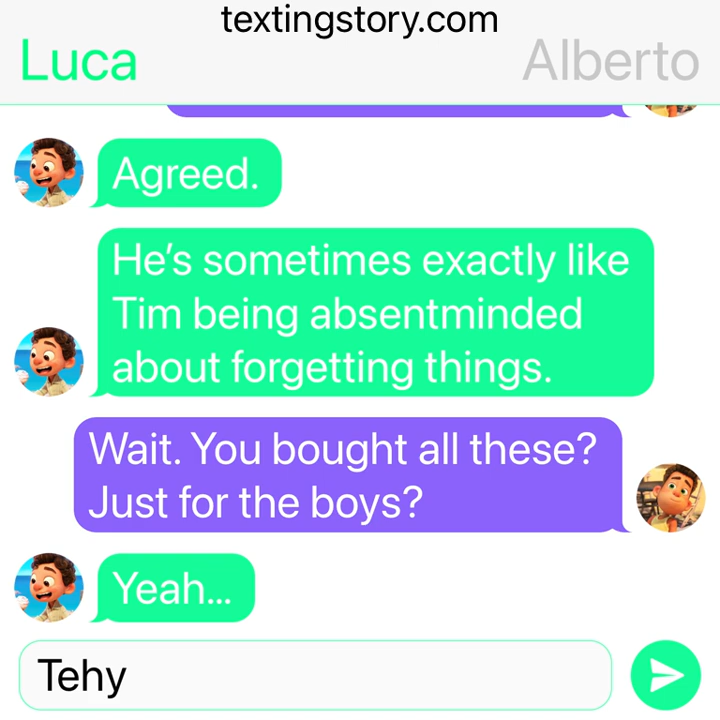 textingstory.com
Luca
Alberto
Agreed.
He's sometimes exactly like
Tim being absentminded
about forgetting things.
Wait. You bought all these?
Just for the boys?
Yeah...
Tehy